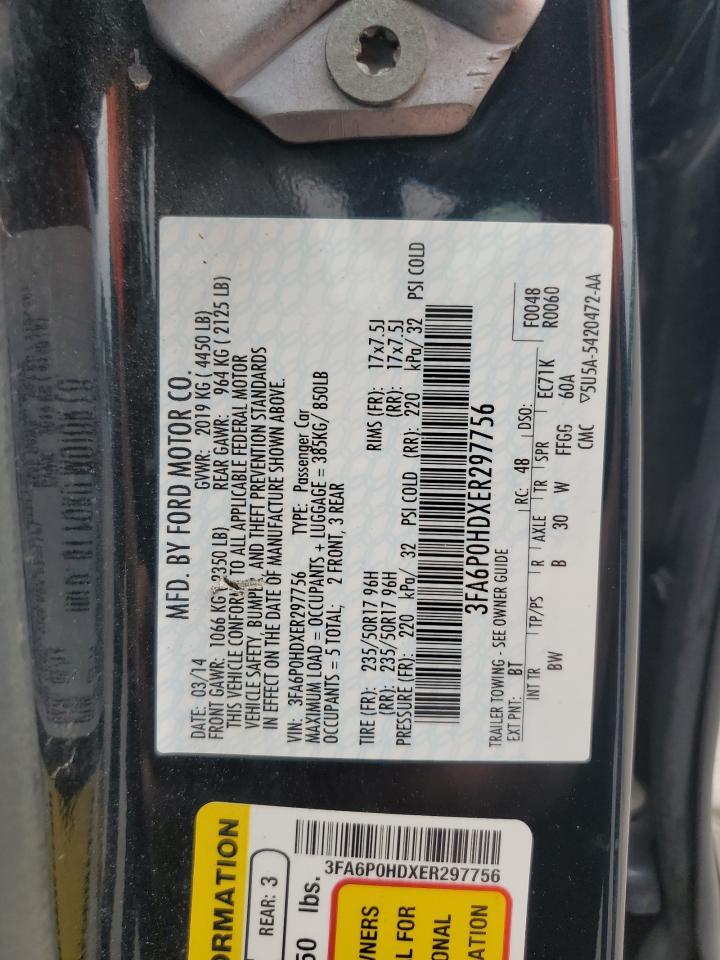 MFD. BY FORD MOTOR CO.
DATE: 03/14 GVWR: 2019 KG ( 4450 LB)
FRONT GAWR: 1066 KG ( 2350 LB) REAR GAWR: 964 KG ( 2125 LB)
THIS VEHICLE CONFORMS TO ALL APPLICABLE FEDERAL MOTOR
VEHICLE SAFETY, BUMPER, AND THEFT PREVENTION STANDARDS
IN EFFECT ON THE DATE OF MANUFACTURE SHOWN ABOVE.
VIN: 3FA6P0HDXER297756 TYPE: Passenger Car
MAXIMUM LOAD = OCCUPANTS + LUGGAGE = 385KG/ 850LB
OCCUPANTS = 5 TOTAL; 2 FRONT, 3 REAR
TIRE (FR): 235/50R17 96H RIMS (FR): 17x7.5J
(RR): 235/50R17 96H (RR): 17x7.5J
PRESSURE (FR): 220 kPa/ 32 PSI COLD (RR): 220 kPa/ 32 PSI COLD
3FA6P0HDXER297756
TRAILER TOWING - SEE OWNER GUIDE
EXT PNT: BT RC: 48 DSO: F0048
R0060
INT TR TP/PS R AXLE TR SPR EC71K
BW B 30 W FFGG 60A
CMC ▽5U5A-5420472-AA
ORMATION
REAR: 3
50 lbs.
3FA6P0HDXER297756
WNERS
L FOR
ONAL
ATION